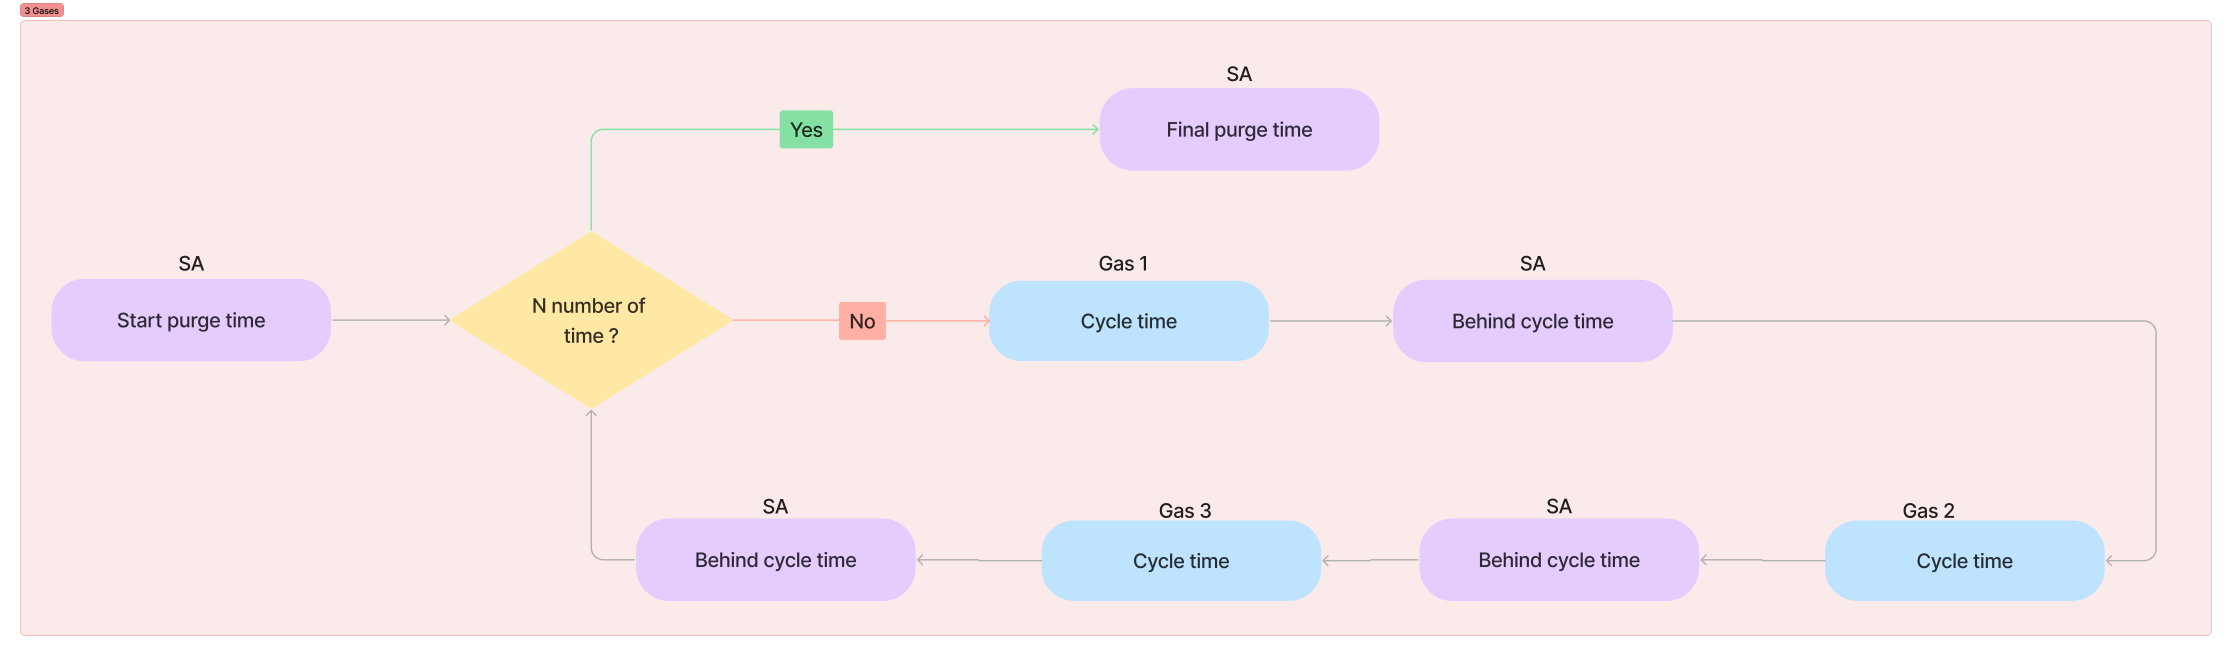 3 Gases
SA
Final purge time
Yes
SA
Start purge time
N number of
time ?
No
Gas 1
Cycle time
SA
Behind cycle time
SA
Behind cycle time
Gas 3
Cycle time
SA
Behind cycle time
Gas 2
Cycle time